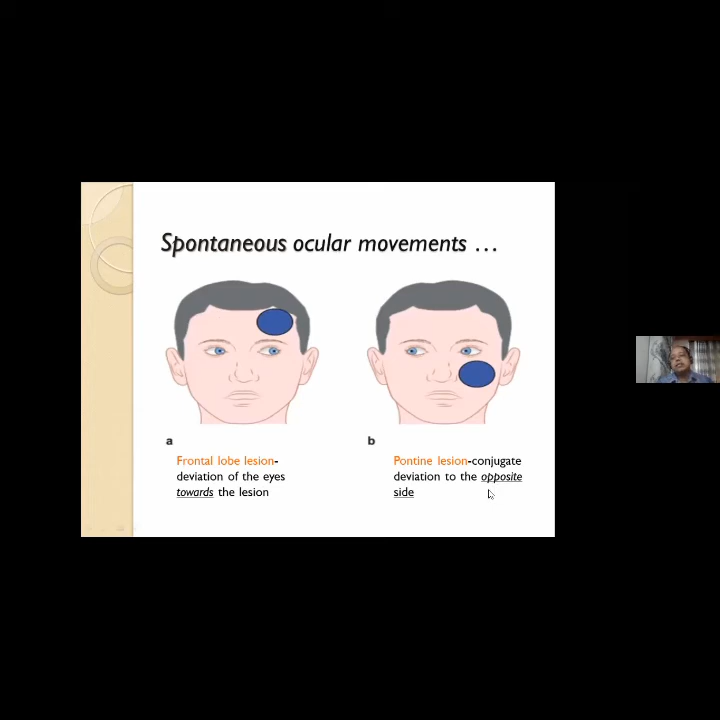 Spontaneous ocular movements …
a
Frontal lobe lesion-
deviation of the eyes
towards the lesion
b
Pontine lesion-conjugate
deviation to the opposite
side